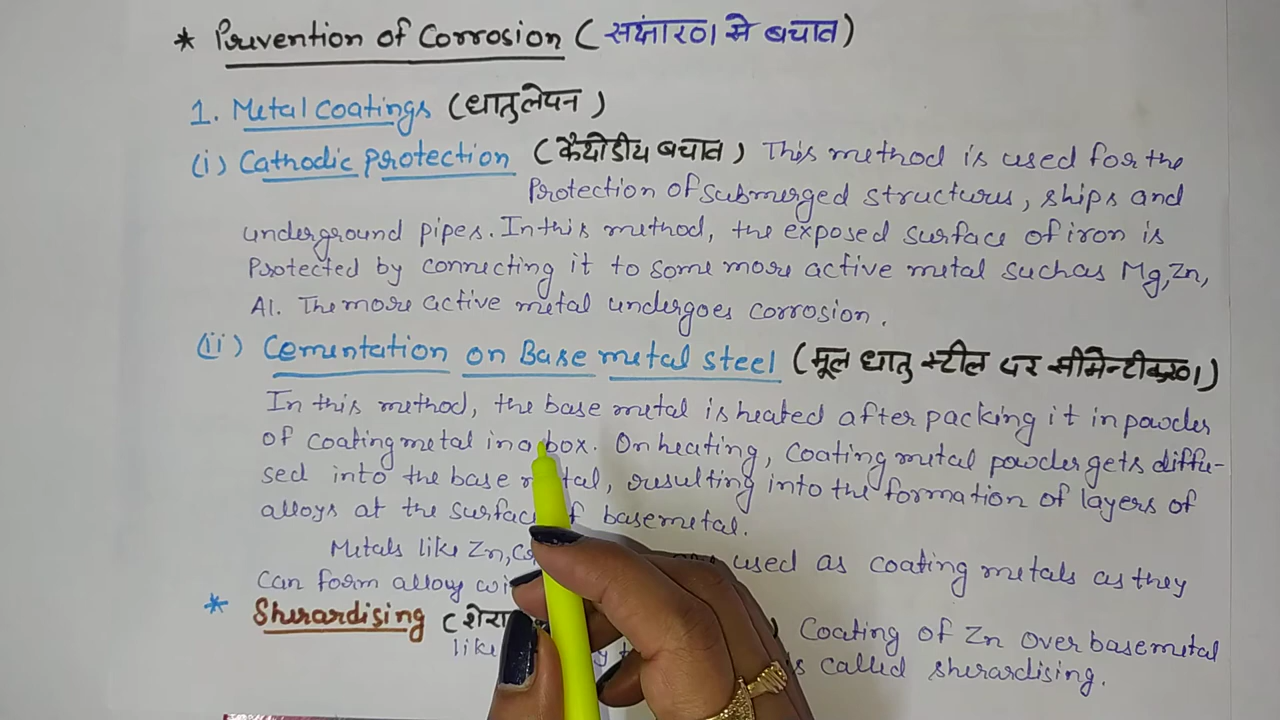 * Prevention of Corrosion (सक्षारण से बचाव)
1. Metal coatings (धातुलेपन)
(i) Cathodic protection (कैथोडीय बचाव) This method is used for the
Protection of submerged structures, ships and
underground pipes. In this method, the exposed surface of iron is
Protected by connecting it to some more active metal such as Mg, Zn,
Al. The more active metal undergoes corrosion.
(ii) Cementation on Base metal steel (मूल धातु स्टील पर सीमेन्टीकरण)
In this method, the base metal is heated after packing it in powder
of coating metal in a box. On heating, coating metal powder gets diffu-
sed into the base metal, resulting into the formation of layers of
alloys at the surface of basemetal.
Metals like Zn, used as coating metals as they
can form alloy
* Sherardising ( ) Coating of Zn over basemetal
like is called sherardising.